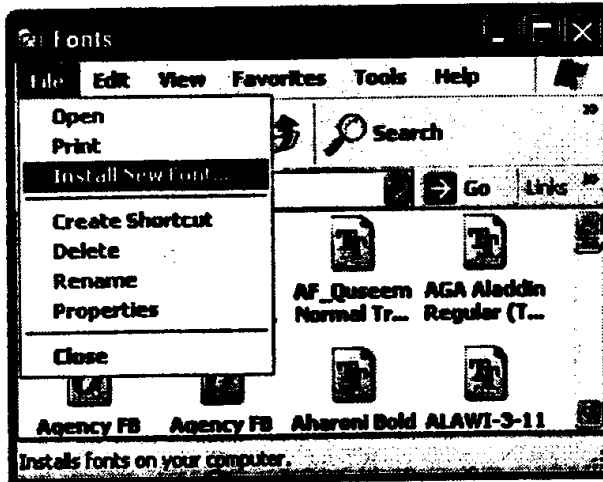 Fonts
File Edit View Favorites Tools Help
Open
Print
Install New Font...
Create Shortcut
Delete
Rename
Properties
Close
Search
Go Links
AF_Quseem Normal Tr...
AGA Aladdin Regular (T...
Agency FB Agency FB Aharoni Bold ALAWI-3-11
Installs fonts on your computer.